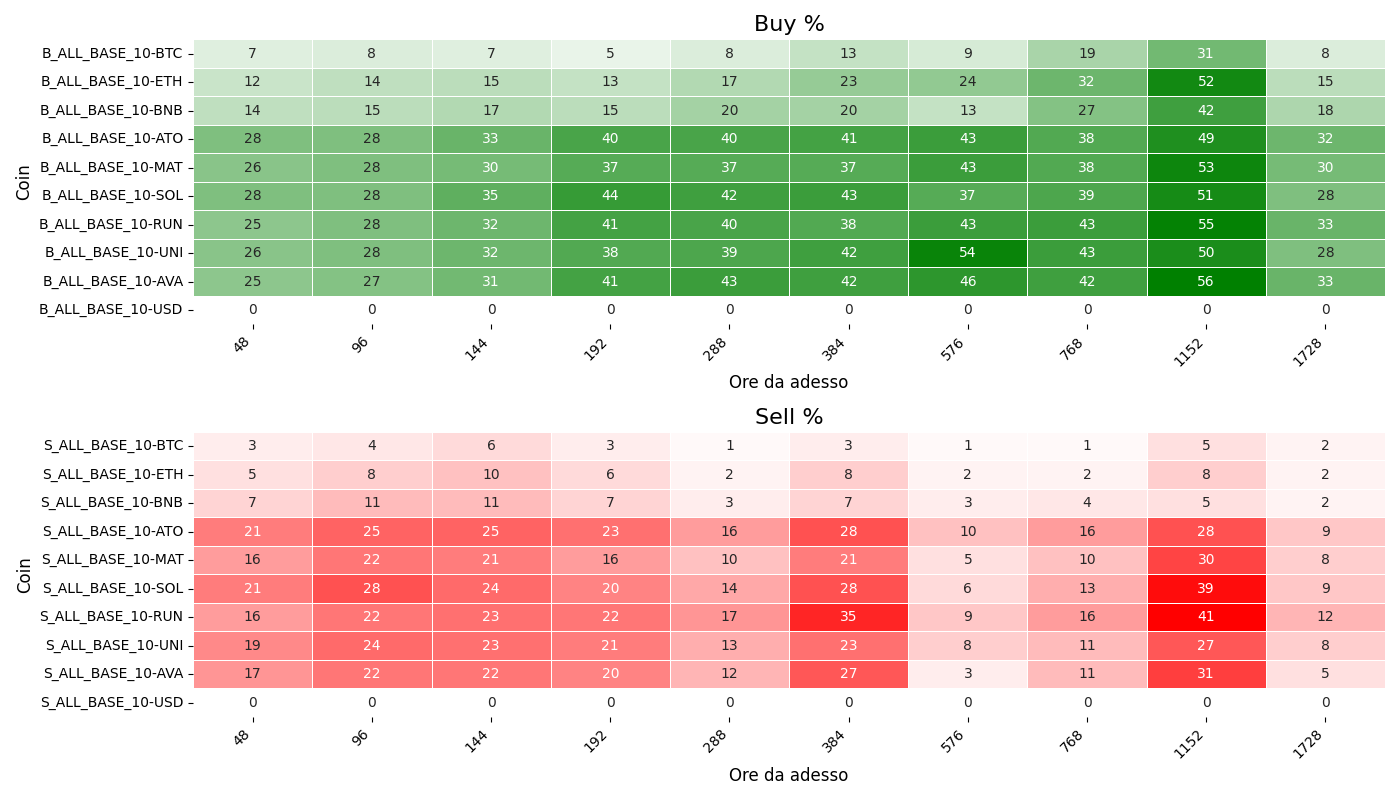 Buy %
Coin
B_ALL_BASE_10-BTC 7 8 7 5 8 13 9 19 31 8
B_ALL_BASE_10-ETH 12 14 15 13 17 23 24 32 52 15
B_ALL_BASE_10-BNB 14 15 17 15 20 20 13 27 42 18
B_ALL_BASE_10-ATO 28 28 33 40 40 41 43 38 49 32
B_ALL_BASE_10-MAT 26 28 30 37 37 37 43 38 53 30
B_ALL_BASE_10-SOL 28 28 35 44 42 43 37 39 51 28
B_ALL_BASE_10-RUN 25 28 32 41 40 38 43 43 55 33
B_ALL_BASE_10-UNI 26 28 32 38 39 42 54 43 50 28
B_ALL_BASE_10-AVA 25 27 31 41 43 42 46 42 56 33
B_ALL_BASE_10-USD 0 0 0 0 0 0 0 0 0 0
48 96 144 192 288 384 576 768 1152 1728
Ore da adesso
Sell %
Coin
S_ALL_BASE_10-BTC 3 4 6 3 1 3 1 1 5 2
S_ALL_BASE_10-ETH 5 8 10 6 2 8 2 2 8 2
S_ALL_BASE_10-BNB 7 11 11 7 3 7 3 4 5 2
S_ALL_BASE_10-ATO 21 25 25 23 16 28 10 16 28 9
S_ALL_BASE_10-MAT 16 22 21 16 10 21 5 10 30 8
S_ALL_BASE_10-SOL 21 28 24 20 14 28 6 13 39 9
S_ALL_BASE_10-RUN 16 22 23 22 17 35 9 16 41 12
S_ALL_BASE_10-UNI 19 24 23 21 13 23 8 11 27 8
S_ALL_BASE_10-AVA 17 22 22 20 12 27 3 11 31 5
S_ALL_BASE_10-USD 0 0 0 0 0 0 0 0 0 0
48 96 144 192 288 384 576 768 1152 1728
Ore da adesso